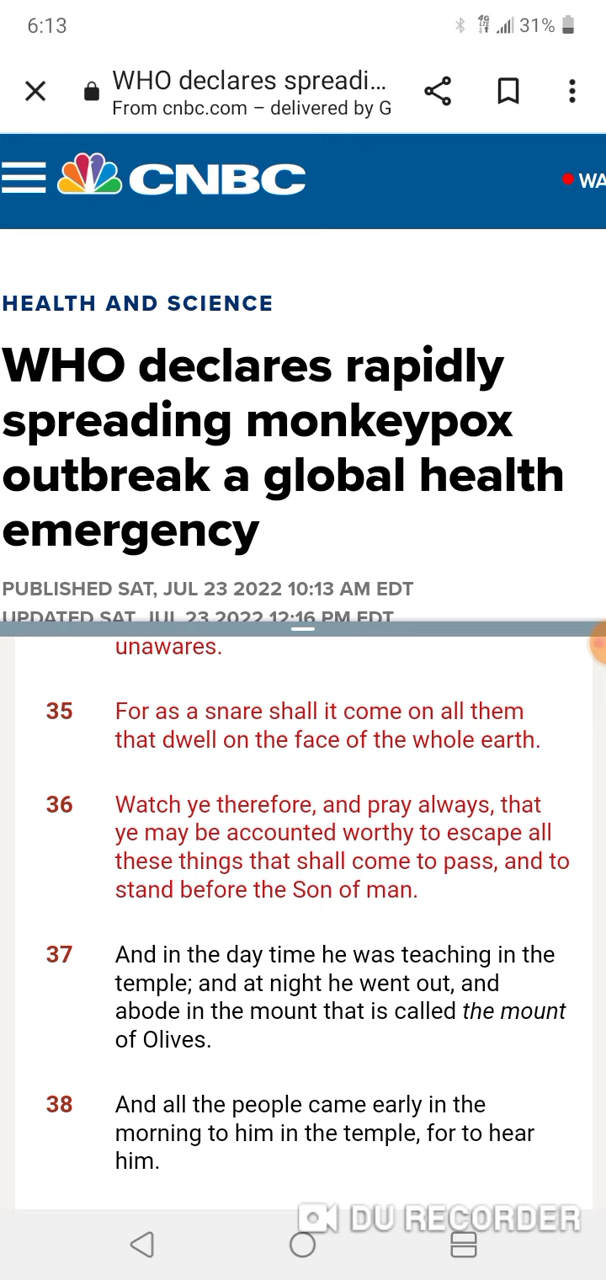 6:13
4G
31%
WHO declares spreadi...
From cnbc.com – delivered by G
CNBC
WA
HEALTH AND SCIENCE
WHO declares rapidly
spreading monkeypox
outbreak a global health
emergency
PUBLISHED SAT, JUL 23 2022 10:13 AM EDT
UPDATED SAT, JUL 23 2022 12:16 PM EDT
unawares.
35 For as a snare shall it come on all them
that dwell on the face of the whole earth.
36 Watch ye therefore, and pray always, that
ye may be accounted worthy to escape all
these things that shall come to pass, and to
stand before the Son of man.
37 And in the day time he was teaching in the
temple; and at night he went out, and
abode in the mount that is called the mount
of Olives.
38 And all the people came early in the
morning to him in the temple, for to hear
him.
DU RECORDER